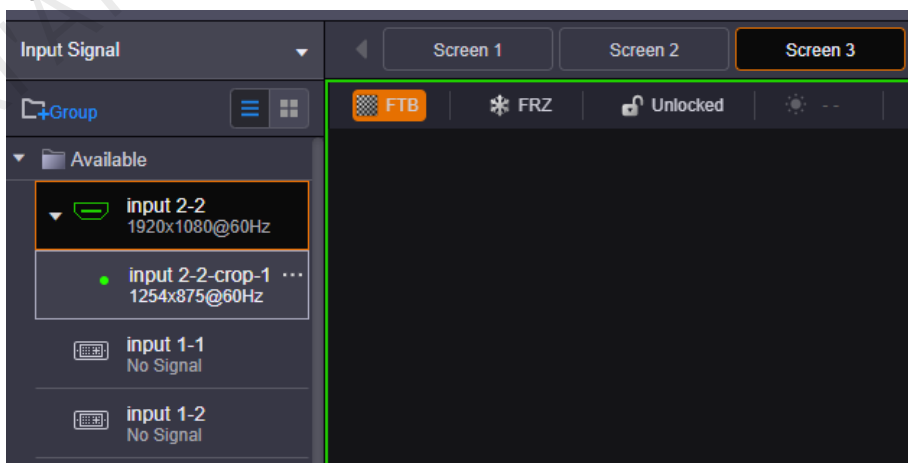 Input Signal
Screen 1
Screen 2
Screen 3
Group
FTB
FRZ
Unlocked
--
Available
input 2-2
1920x1080@60Hz
input 2-2-crop-1 ···
1254x875@60Hz
input 1-1
No Signal
input 1-2
No Signal